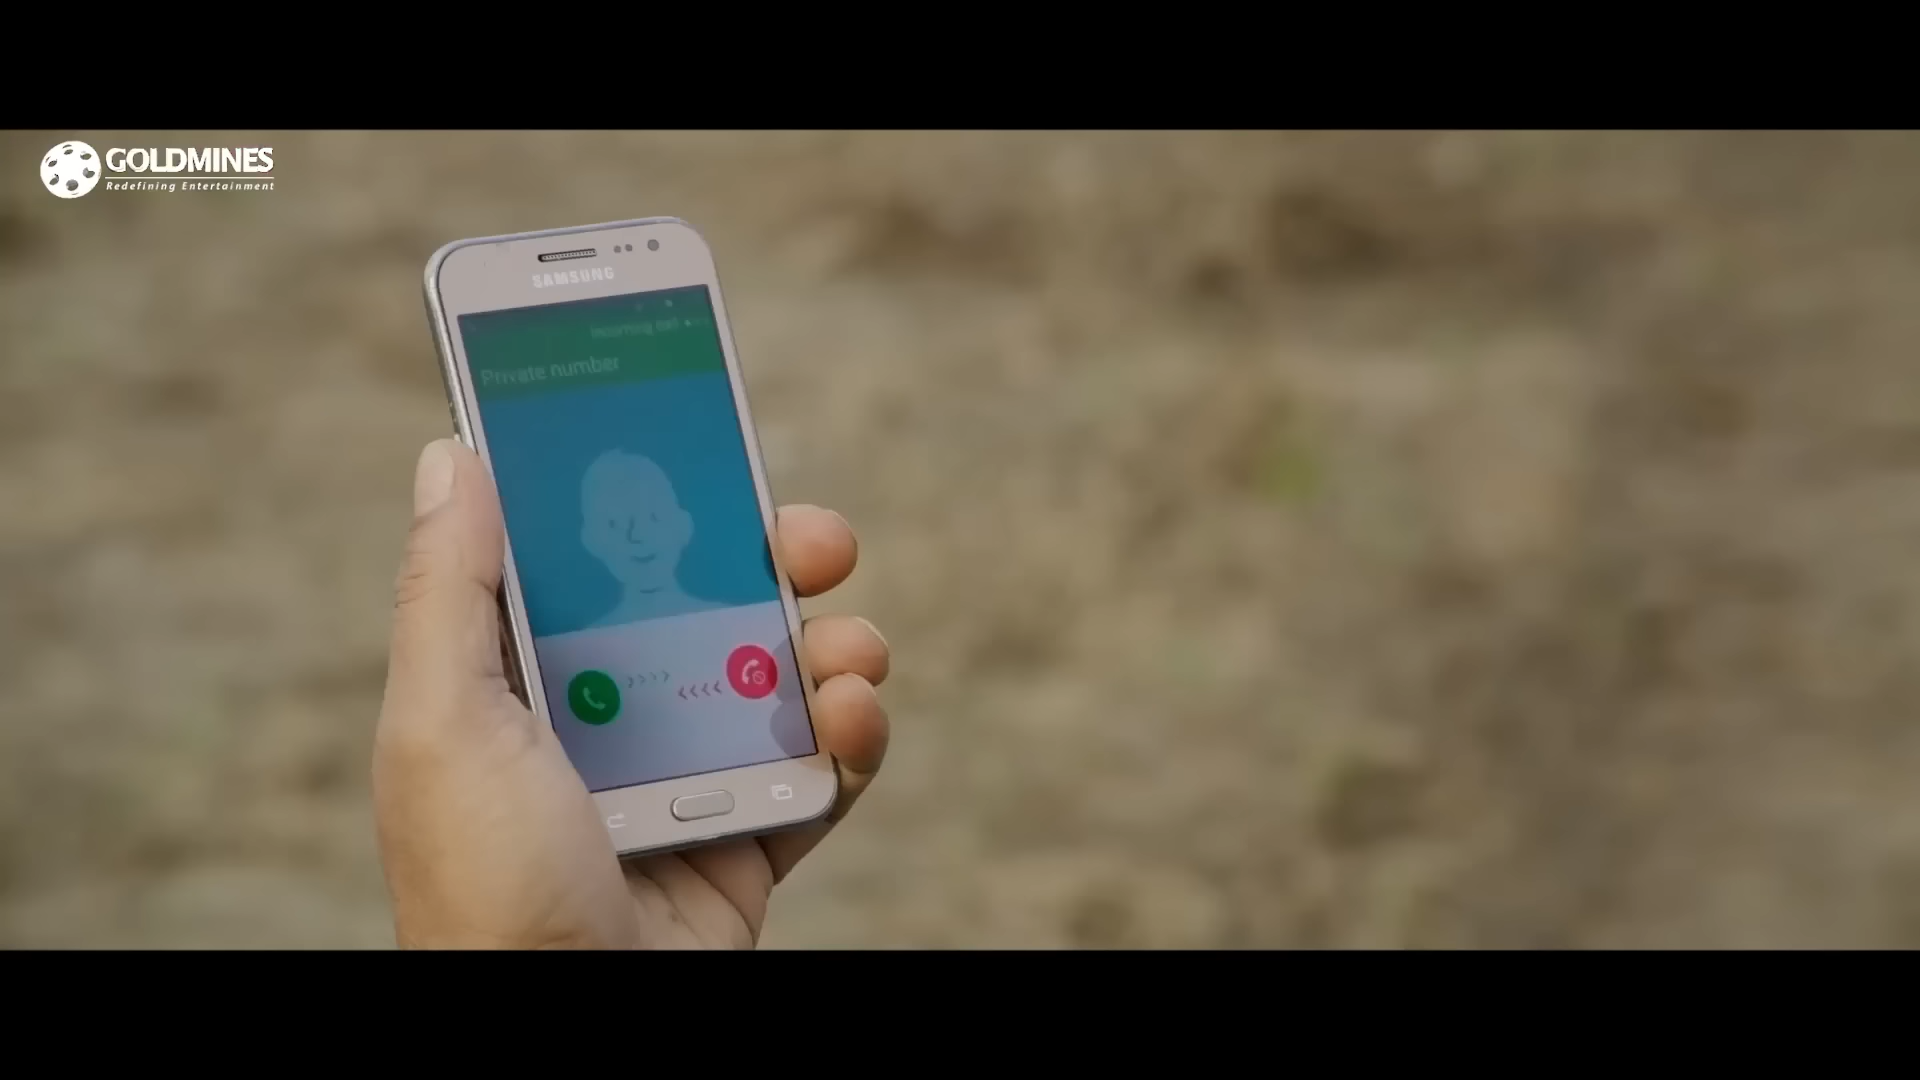 GOLDMINES
Redefining Entertainment
SAMSUNG
Incoming call
Private number